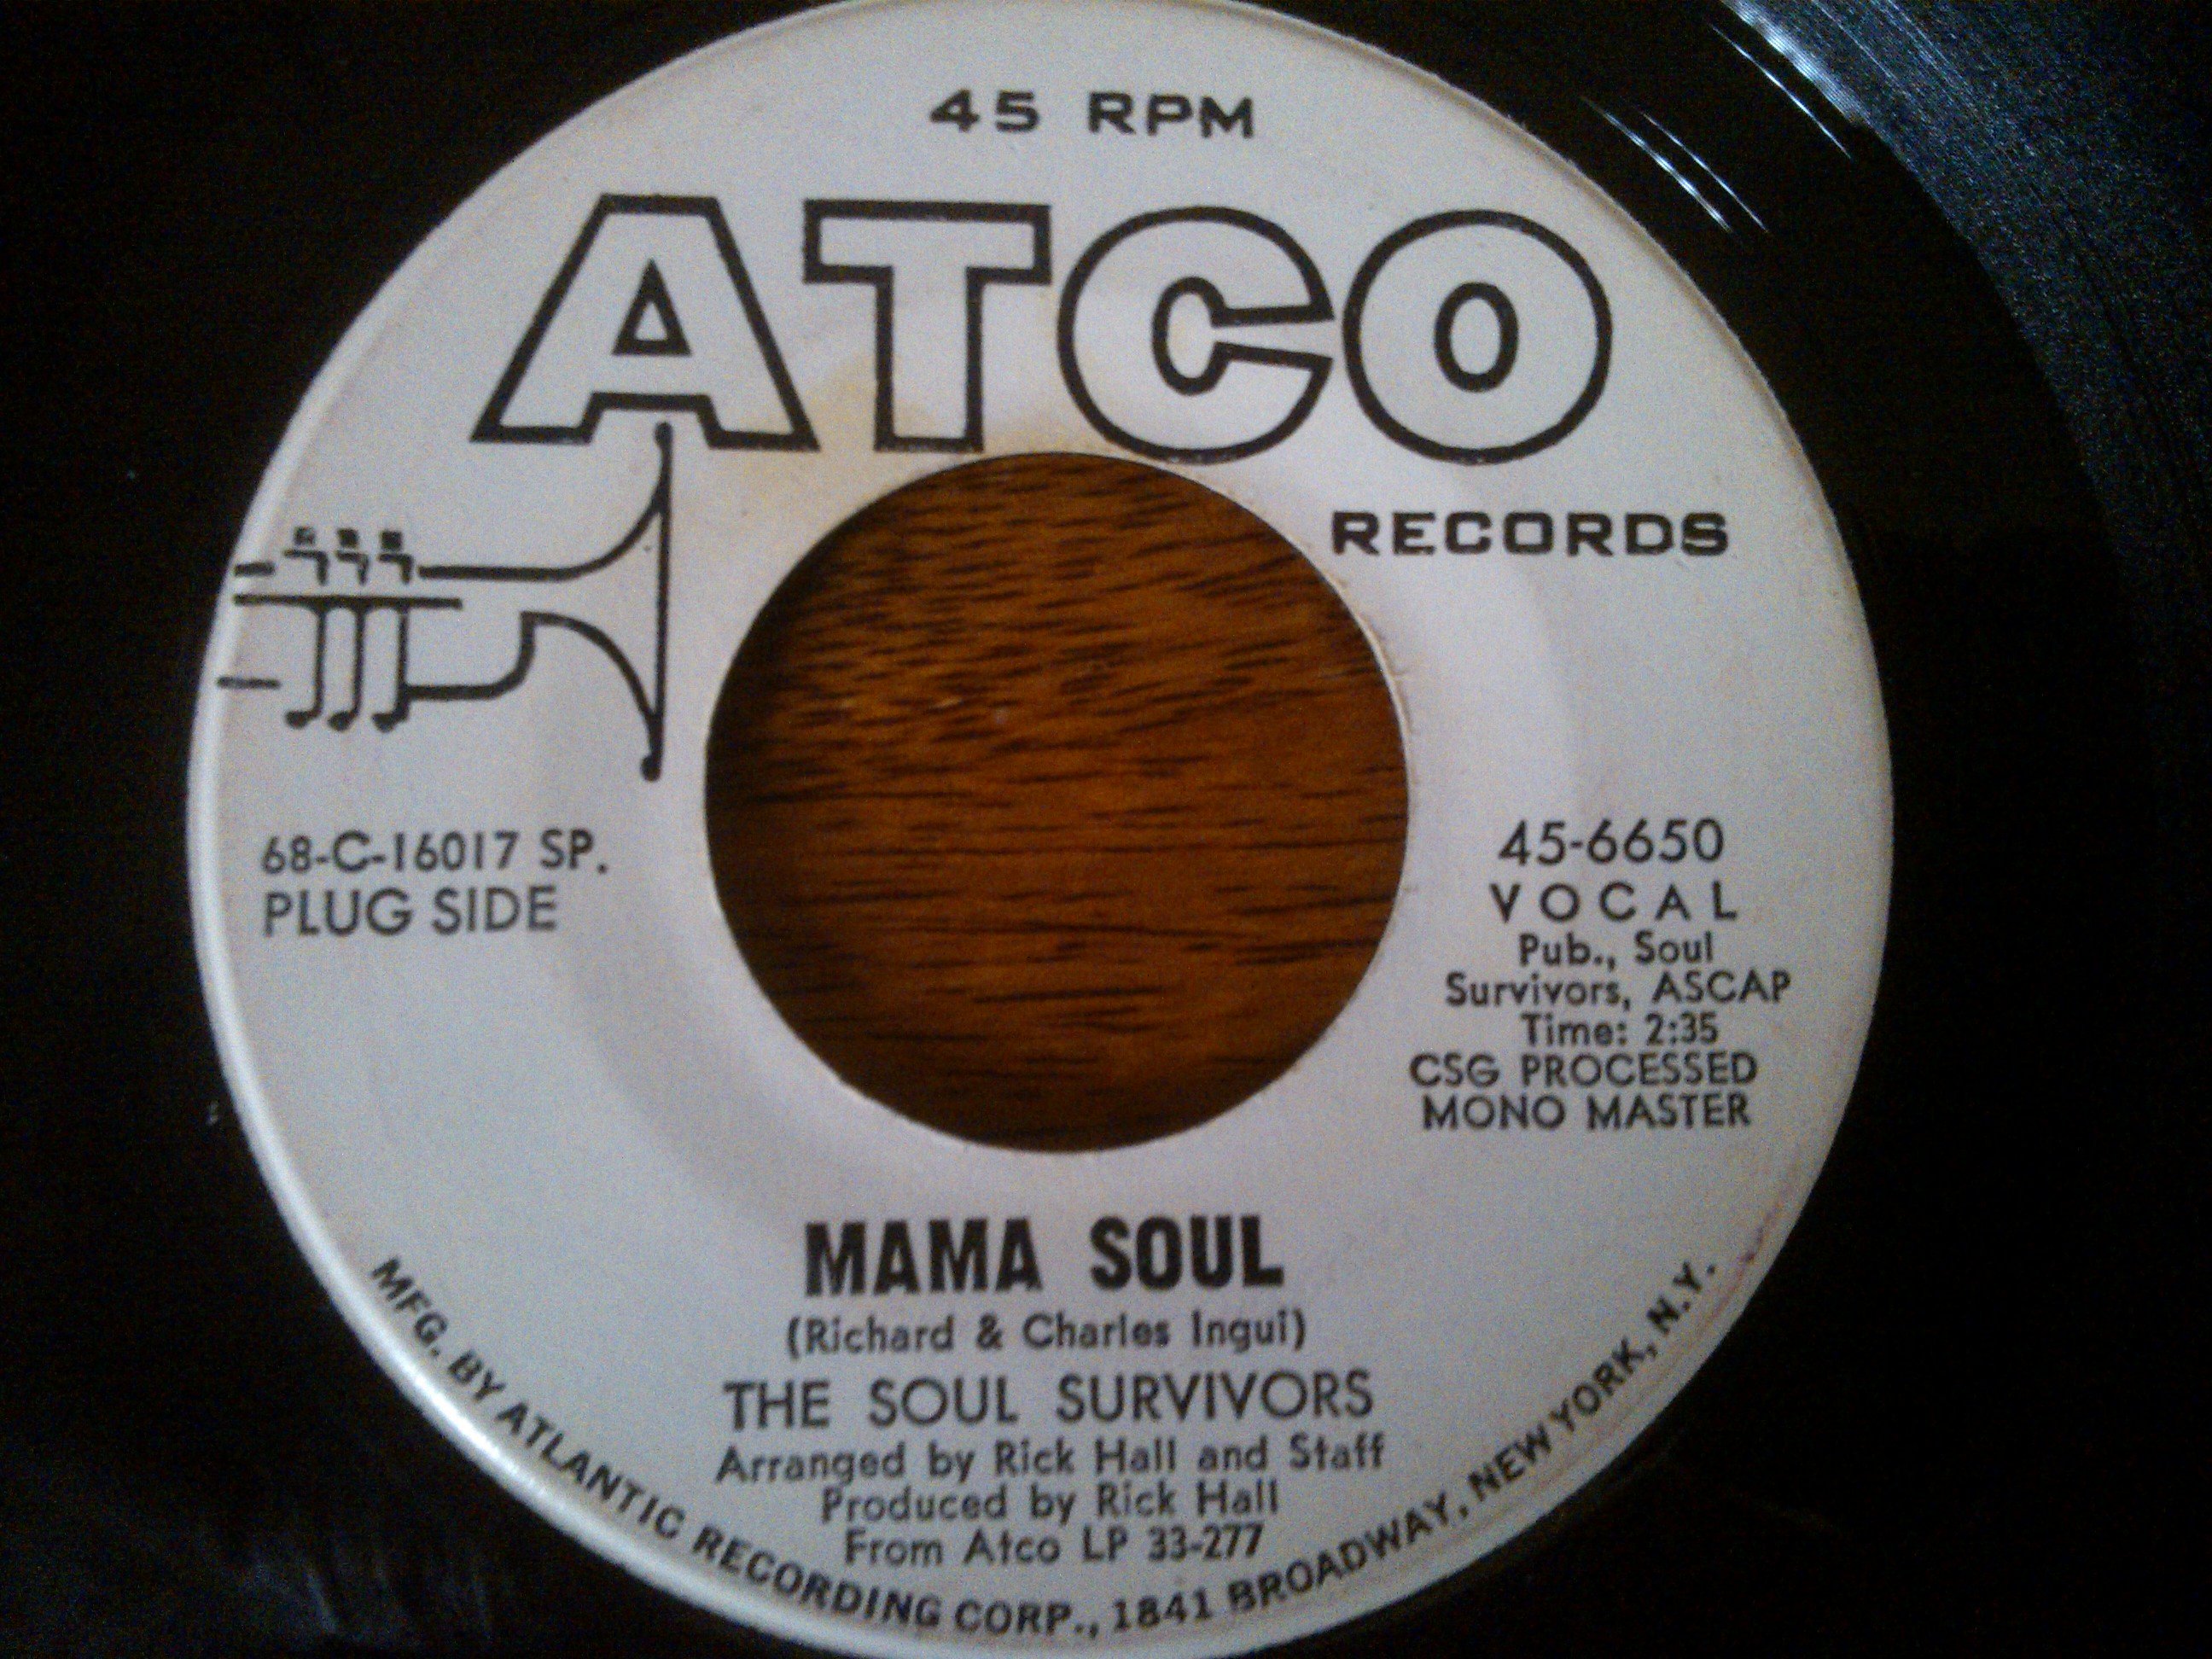 45 RPM
ATCO
RECORDS
68-C-16017 SP.
PLUG SIDE
45-6650
VOCAL
Pub., Soul
Survivors, ASCAP
Time: 2:35
CSG PROCESSED
MONO MASTER
MAMA SOUL
(Richard & Charles Ingui)
THE SOUL SURVIVORS
Arranged by Rick Hall and Staff
Produced by Rick Hall
From Atco LP 33-277
MFG. BY ATLANTIC RECORDING CORP., 1841 BROADWAY, NEW YORK, N.Y.